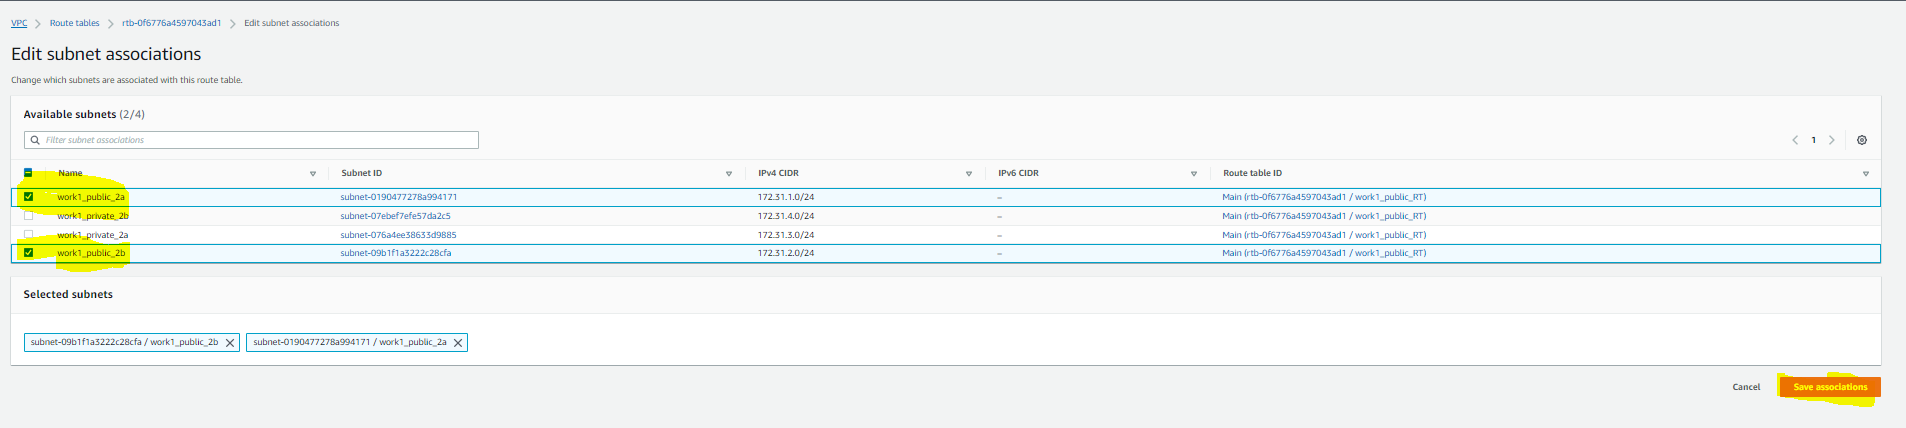 VPC > Route tables > rtb-0f6776a4597043ad1 > Edit subnet associations
Edit subnet associations
Change which subnets are associated with this route table.
Available subnets (2/4)
Filter subnet associations
1
Name Subnet ID IPv4 CIDR IPv6 CIDR Route table ID
work1_public_2a subnet-0190477278a994171 172.31.1.0/24 – Main (rtb-0f6776a4597043ad1 / work1_public_RT)
work1_private_2b subnet-07ebef7efe57da2c5 172.31.4.0/24 – Main (rtb-0f6776a4597043ad1 / work1_public_RT)
work1_private_2a subnet-076a4ee38633d9885 172.31.3.0/24 – Main (rtb-0f6776a4597043ad1 / work1_public_RT)
work1_public_2b subnet-09b1f1a3222c28cfa 172.31.2.0/24 – Main (rtb-0f6776a4597043ad1 / work1_public_RT)
Selected subnets
subnet-09b1f1a3222c28cfa / work1_public_2b X subnet-0190477278a994171 / work1_public_2a X
Cancel Save associations